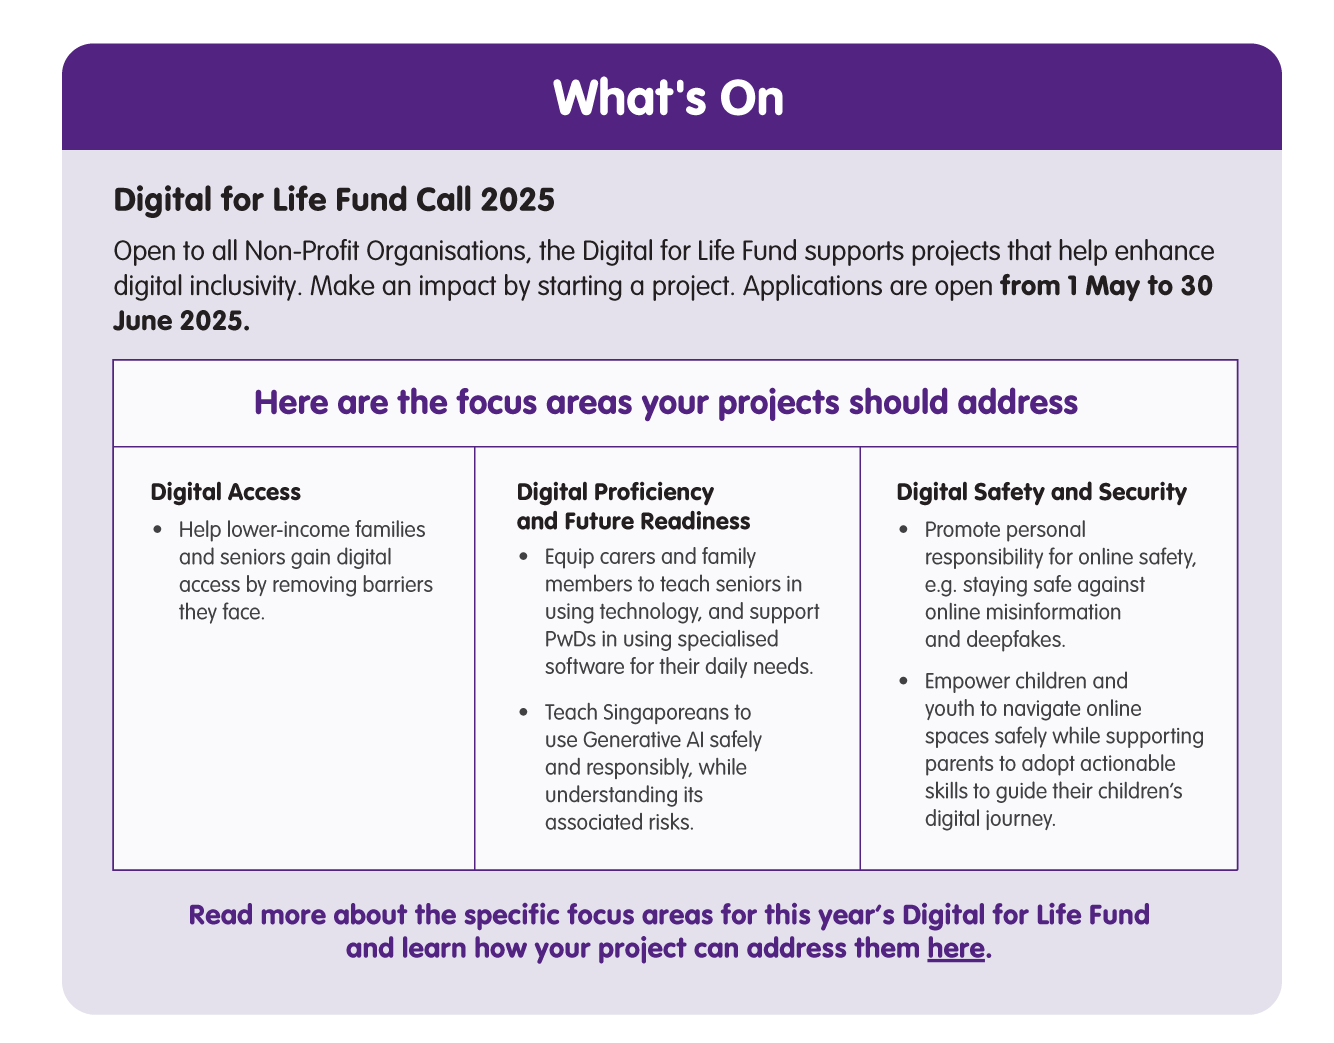 What's On
Digital for Life Fund Call 2025
Open to all Non-Profit Organisations, the Digital for Life Fund supports projects that help enhance
digital inclusivity. Make an impact by starting a project. Applications are open from 1 May to 30
June 2025.
Here are the focus areas your projects should address
Digital Access
• Help lower-income families
and seniors gain digital
access by removing barriers
they face.
Digital Proficiency
and Future Readiness
• Equip carers and family
members to teach seniors in
using technology, and support
PwDs in using specialised
software for their daily needs.
• Teach Singaporeans to
use Generative AI safely
and responsibly, while
understanding its
associated risks.
Digital Safety and Security
• Promote personal
responsibility for online safety,
e.g. staying safe against
online misinformation
and deepfakes.
• Empower children and
youth to navigate online
spaces safely while supporting
parents to adopt actionable
skills to guide their children's
digital journey.
Read more about the specific focus areas for this year's Digital for Life Fund
and learn how your project can address them here.